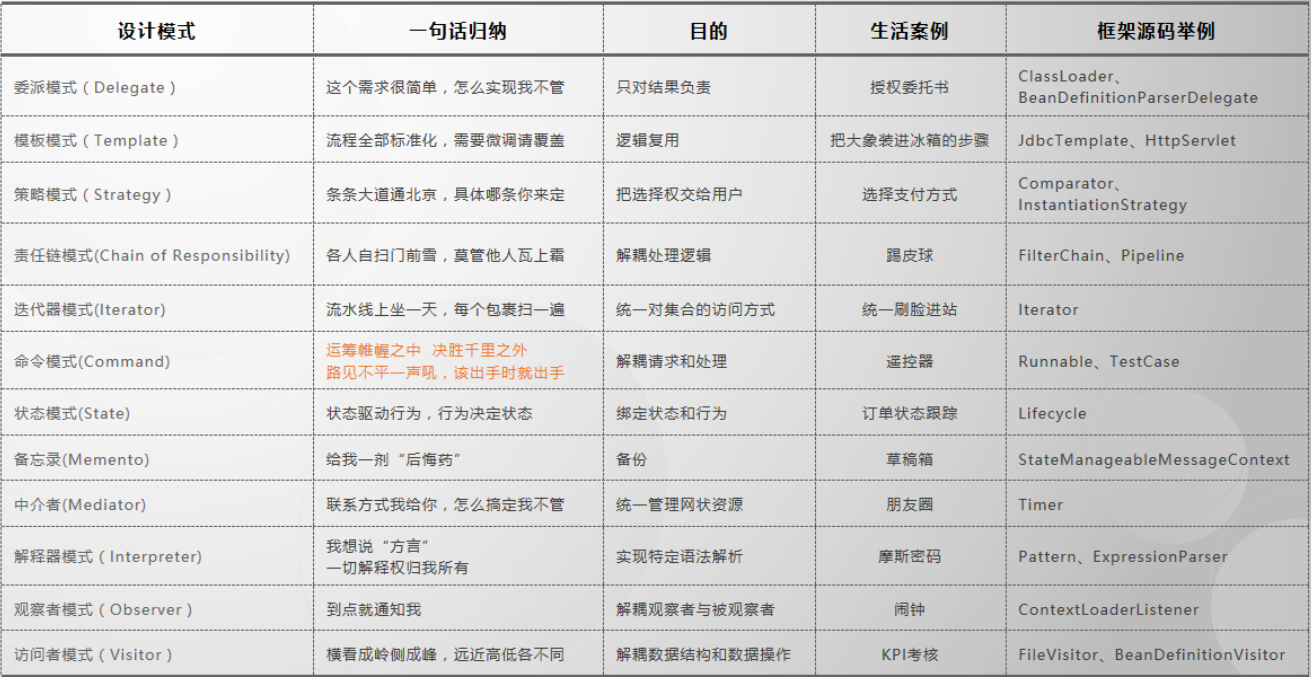 设计模式 一句话归纳 目的 生活案例 框架源码举例
委派模式（Delegate） 这个需求很简单，怎么实现我不管 只对结果负责 授权委托书 ClassLoader、
BeanDefinitionParserDelegate
模板模式（Template） 流程全部标准化，需要微调请覆盖 逻辑复用 把大象装进冰箱的步骤 JdbcTemplate、HttpServlet
策略模式（Strategy） 条条大道通北京，具体哪条你来定 把选择权交给用户 选择支付方式 Comparator、
InstantiationStrategy
责任链模式(Chain of Responsibility) 各人自扫门前雪，莫管他人瓦上霜 解耦处理逻辑 踢皮球 FilterChain、Pipeline
迭代器模式(Iterator) 流水线上坐一天，每个包裹扫一遍 统一对集合的访问方式 统一刷脸进站 Iterator
命令模式(Command) 运筹帷幄之中 决胜千里之外
路见不平一声吼，该出手时就出手 解耦请求和处理 遥控器 Runnable、TestCase
状态模式(State) 状态驱动行为，行为决定状态 绑定状态和行为 订单状态跟踪 Lifecycle
备忘录(Memento) 给我一剂“后悔药” 备份 草稿箱 StateManageableMessageContext
中介者(Mediator) 联系方式我给你，怎么搞定我不管 统一管理网状资源 朋友圈 Timer
解释器模式（Interpreter) 我想说“方言”
一切解释权归我所有 实现特定语法解析 摩斯密码 Pattern、ExpressionParser
观察者模式（Observer） 到点就通知我 解耦观察者与被观察者 闹钟 ContextLoaderListener
访问者模式（Visitor） 横看成岭侧成峰，远近高低各不同 解耦数据结构和数据操作 KPI考核 FileVisitor、BeanDefinitionVisitor